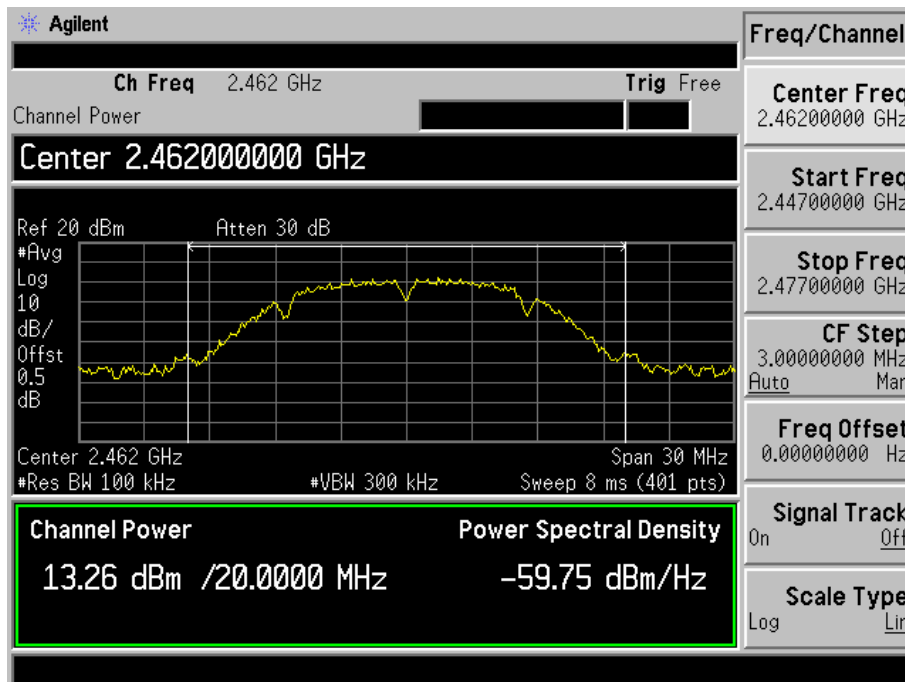 Agilent
Freq/Channel
Ch Freq 2.462 GHz Trig Free
Channel Power
Center 2.462000000 GHz
Ref 20 dBm Atten 30 dB
#Avg
Log
10
dB/
Offst
0.5
dB
Center 2.462 GHz Span 30 MHz
#Res BW 100 kHz #VBW 300 kHz Sweep 8 ms (401 pts)
Channel Power Power Spectral Density
13.26 dBm /20.0000 MHz -59.75 dBm/Hz
Center Freq
2.46200000 GHz
Start Freq
2.44700000 GHz
Stop Freq
2.47700000 GHz
CF Step
3.00000000 MHz
Auto Man
Freq Offset
0.00000000 Hz
Signal Track
On Off
Scale Type
Log Lin